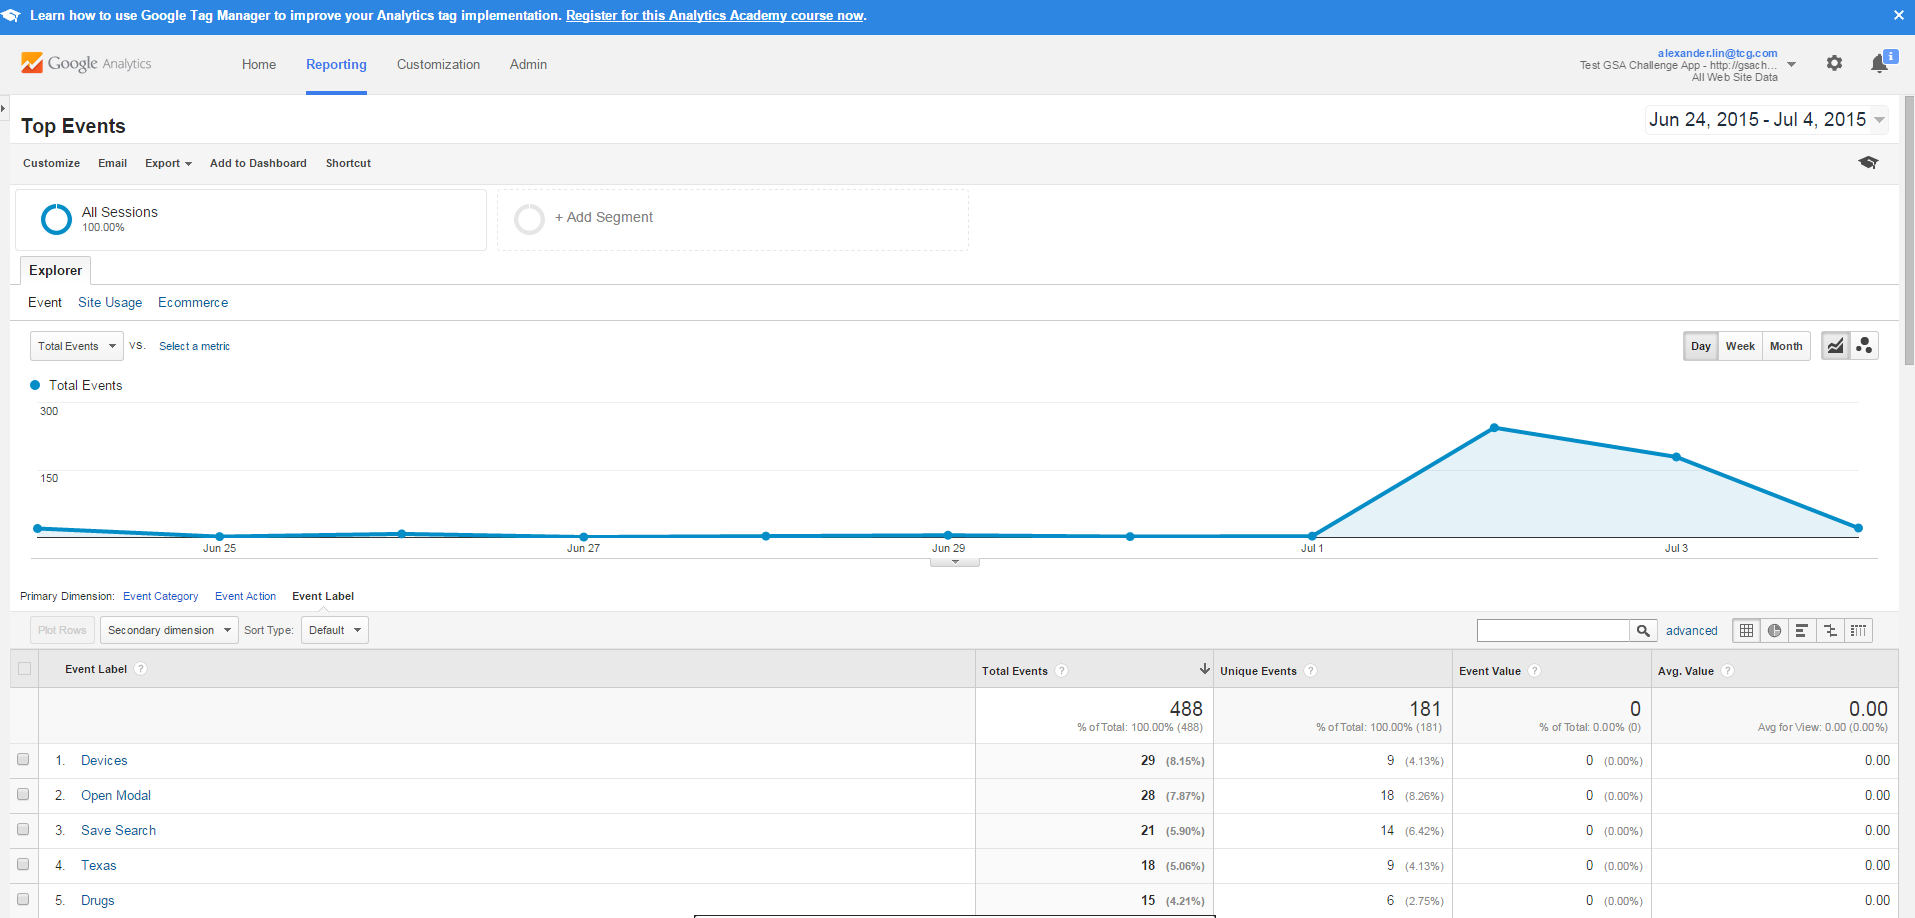 Learn how to use Google Tag Manager to improve your Analytics tag implementation. Register for this Analytics Academy course now.
Google Analytics
Home Reporting Customization Admin
alexander.lin@tcg.com
Test GSA Challenge App - http://gsach...
All Web Site Data
i
Top Events
Jun 24, 2015 - Jul 4, 2015
Customize Email Export Add to Dashboard Shortcut
All Sessions
100.00%
+ Add Segment
Explorer
Event Site Usage Ecommerce
Total Events VS. Select a metric
Day Week Month
Total Events
300
150
Jun 25 Jun 27 Jun 29 Jul 1 Jul 3
Primary Dimension: Event Category Event Action Event Label
Plot Rows Secondary dimension Sort Type: Default
advanced
Event Label ? Total Events ? Unique Events ? Event Value ? Avg. Value ?
488 181 0 0.00
% of Total: 100.00% (488) % of Total: 100.00% (181) % of Total: 0.00% (0) Avg for View: 0.00 (0.00%)
1. Devices 29 (8.15%) 9 (4.13%) 0 (0.00%) 0.00
2. Open Modal 28 (7.87%) 18 (8.26%) 0 (0.00%) 0.00
3. Save Search 21 (5.90%) 14 (6.42%) 0 (0.00%) 0.00
4. Texas 18 (5.06%) 9 (4.13%) 0 (0.00%) 0.00
5. Drugs 15 (4.21%) 6 (2.75%) 0 (0.00%) 0.00